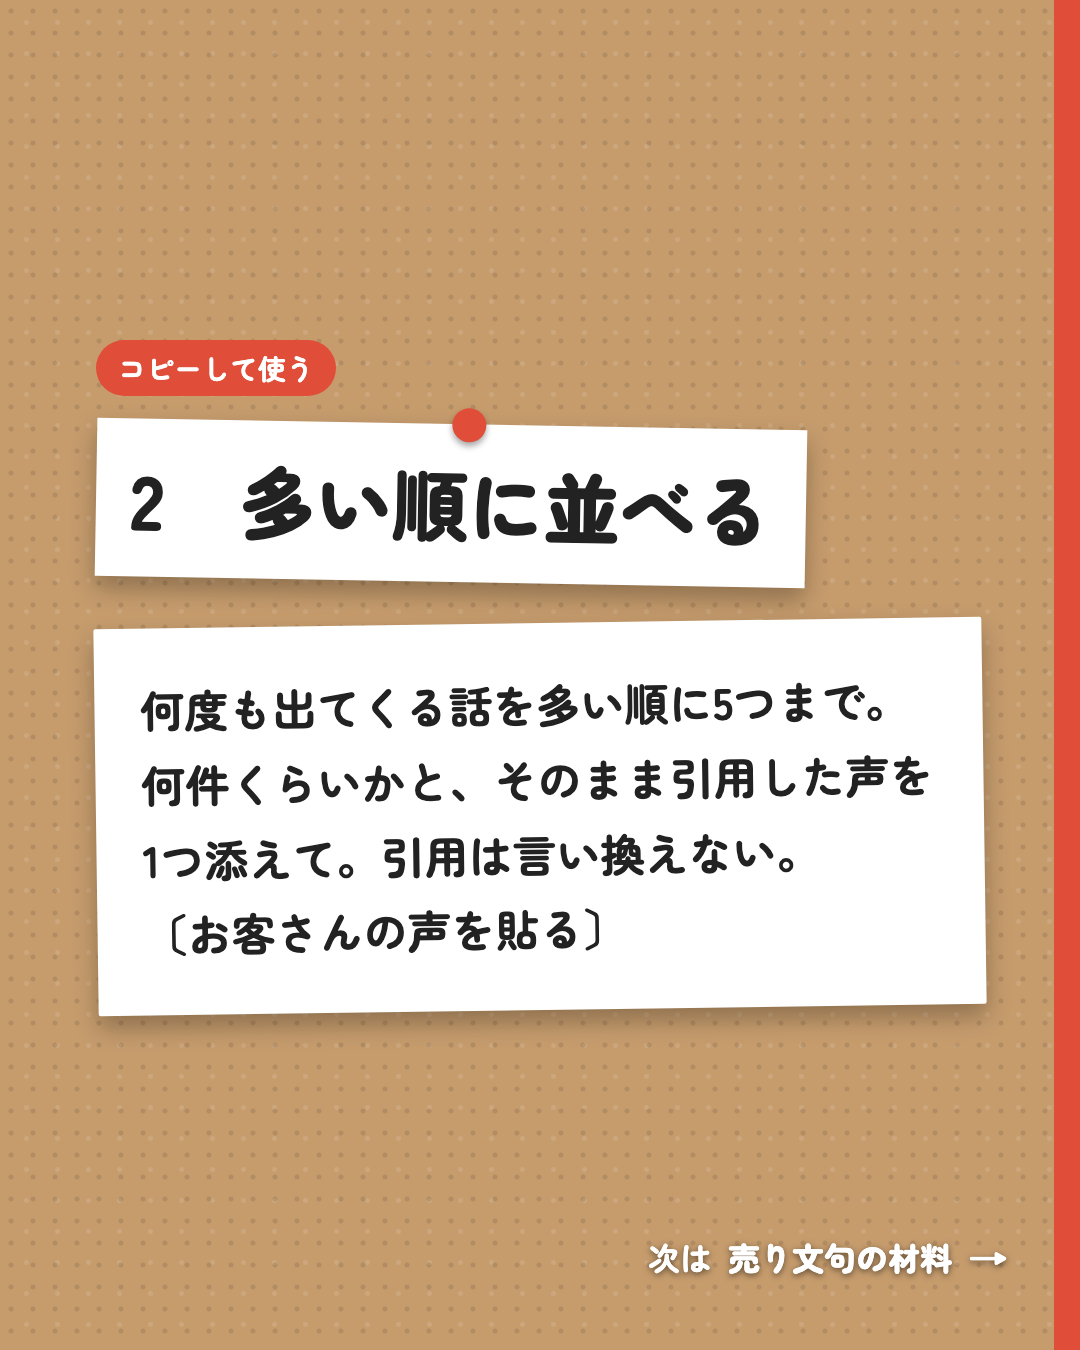 コピーして使う
2　多い順に並べる
何度も出てくる話を多い順に5つまで。
何件くらいかと、そのまま引用した声を
1つ添えて。引用は言い換えない。
〔お客さんの声を貼る〕
次は 売り文句の材料 →